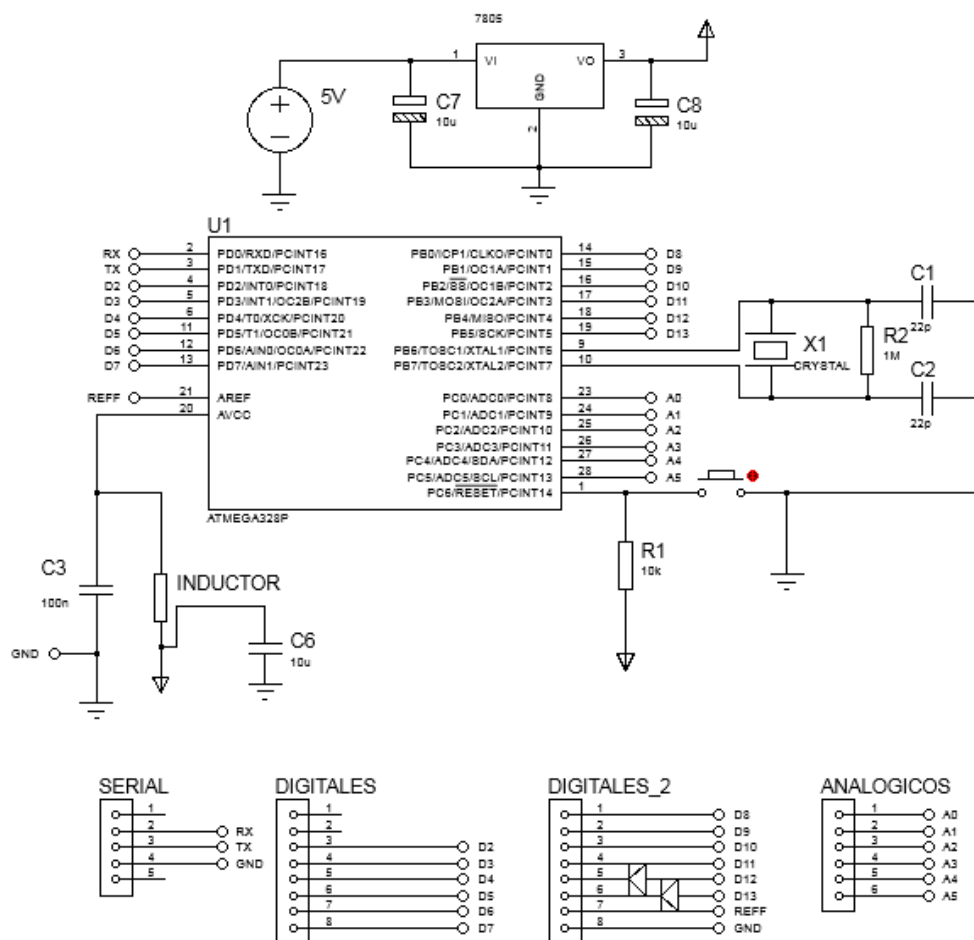 7805
1 VI VO 3
GND
2
5V
C7
10u
C8
10u
U1
RX 2 PD0/RXD/PCINT16
TX 3 PD1/TXD/PCINT17
D2 4 PD2/INT0/PCINT18
D3 5 PD3/INT1/OC2B/PCINT19
D4 6 PD4/T0/XCK/PCINT20
D5 11 PD5/T1/OC0B/PCINT21
D6 12 PD6/AIN0/OC0A/PCINT22
D7 13 PD7/AIN1/PCINT23
REFF 21 AREF
20 AVCC
PB0/ICP1/CLKO/PCINT0 14 D8
PB1/OC1A/PCINT1 15 D9
PB2/SS/OC1B/PCINT2 16 D10
PB3/MOSI/OC2A/PCINT3 17 D11
PB4/MISO/PCINT4 18 D12
PB5/SCK/PCINT5 19 D13
PB6/TOSC1/XTAL1/PCINT6 9
PB7/TOSC2/XTAL2/PCINT7 10
PC0/ADC0/PCINT8 23 A0
PC1/ADC1/PCINT9 24 A1
PC2/ADC2/PCINT10 25 A2
PC3/ADC3/PCINT11 26 A3
PC4/ADC4/SDA/PCINT12 27 A4
PC5/ADC5/SCL/PCINT13 28 A5
PC6/RESET/PCINT14 1
ATMEGA328P
X1
CRYSTAL
R2
1M
C1
22p
C2
22p
R1
10k
C3
100n
INDUCTOR
C6
10u
GND
SERIAL
1
2 RX
3 TX
4 GND
5
DIGITALES
1
2
3 D2
4 D3
5 D4
6 D5
7 D6
8 D7
DIGITALES_2
1 D8
2 D9
3 D10
4 D11
5 D12
6 D13
7 REFF
8 GND
ANALOGICOS
1 A0
2 A1
3 A2
4 A3
5 A4
6 A5